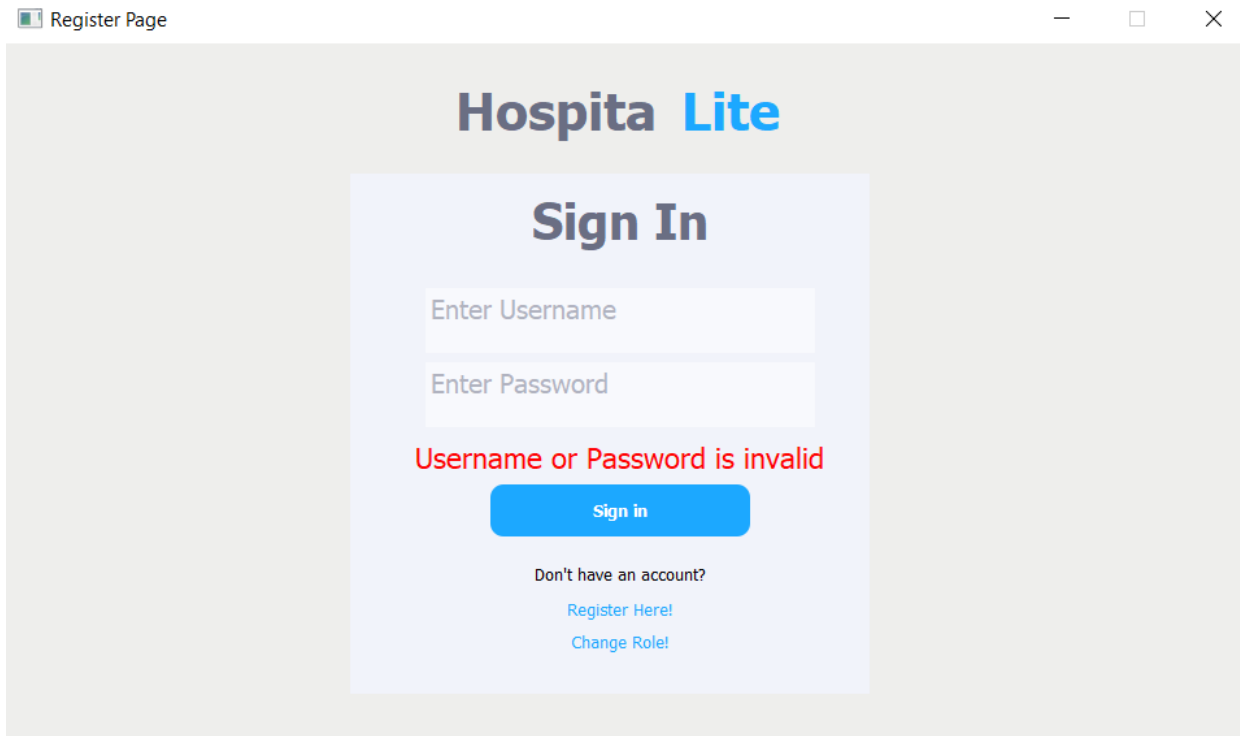 Register Page
Hospita Lite
Sign In
Enter Username
Enter Password
Username or Password is invalid
Sign in
Don't have an account?
Register Here!
Change Role!